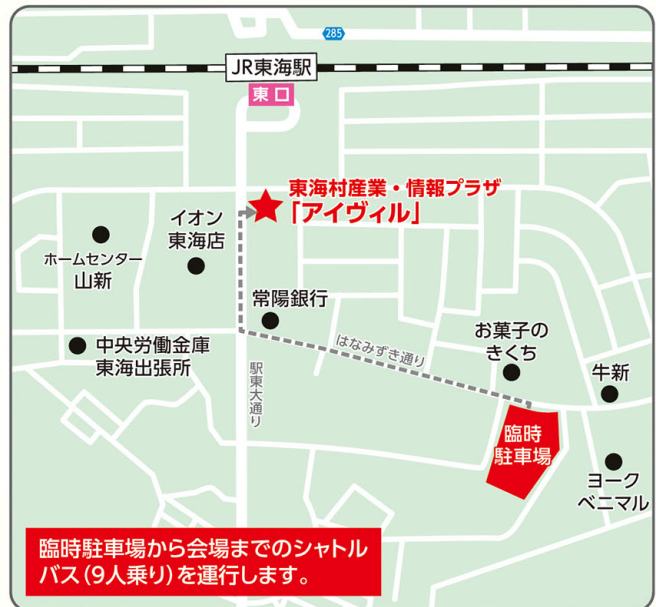 285
JR東海駅
東口
東海村産業・情報プラザ
「アイヴィル」
イオン
東海店
ホームセンター
山新
常陽銀行
中央労働金庫
東海出張所
はなみずき通り
お菓子の
きくち
牛新
駅東大通り
臨時
駐車場
ヨーク
ベニマル
臨時駐車場から会場までのシャトル
バス(9人乗り)を運行します。